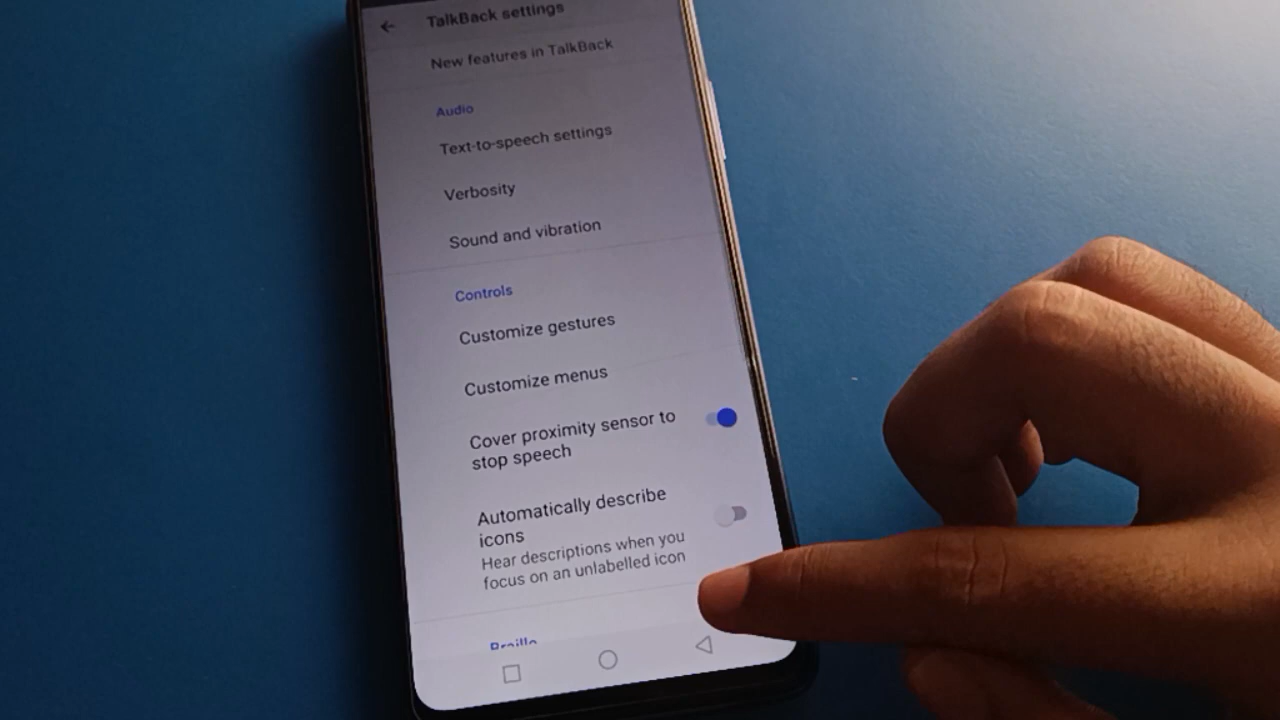 TalkBack settings
New features in TalkBack
Audio
Text-to-speech settings
Verbosity
Sound and vibration
Controls
Customize gestures
Customize menus
Cover proximity sensor to
stop speech
Automatically describe
icons
Hear descriptions when you
focus on an unlabelled icon
Braille